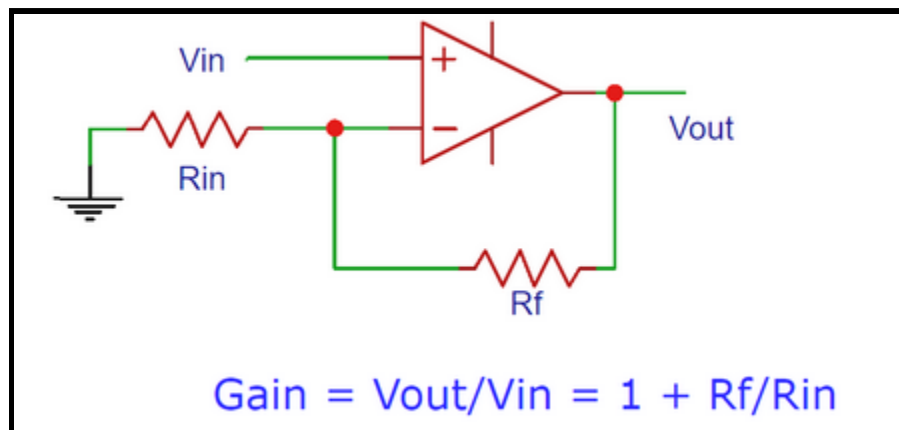 Vin
+
−
Vout
Rin
Rf
Gain = Vout/Vin = 1 + Rf/Rin